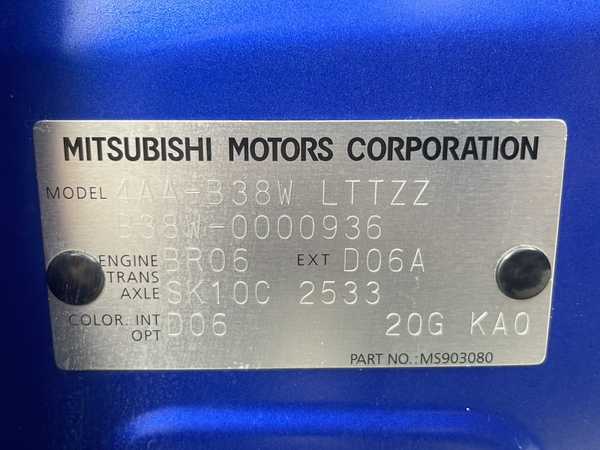 MITSUBISHI MOTORS CORPORATION
MODEL 4AA-B38W LTTZZ
B38W-0000936
ENGINE BR06 EXT D06A
TRANS AXLE SK10C 2533
COLOR. INT OPT D06 20G KA0
PART NO.:MS903080